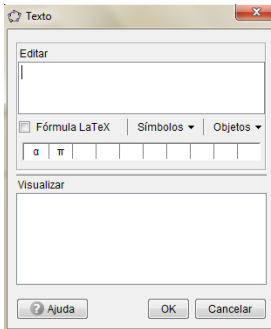 Texto
Editar
Fórmula LaTeX Símbolos Objetos
α π
Visualizar
Ajuda OK Cancelar